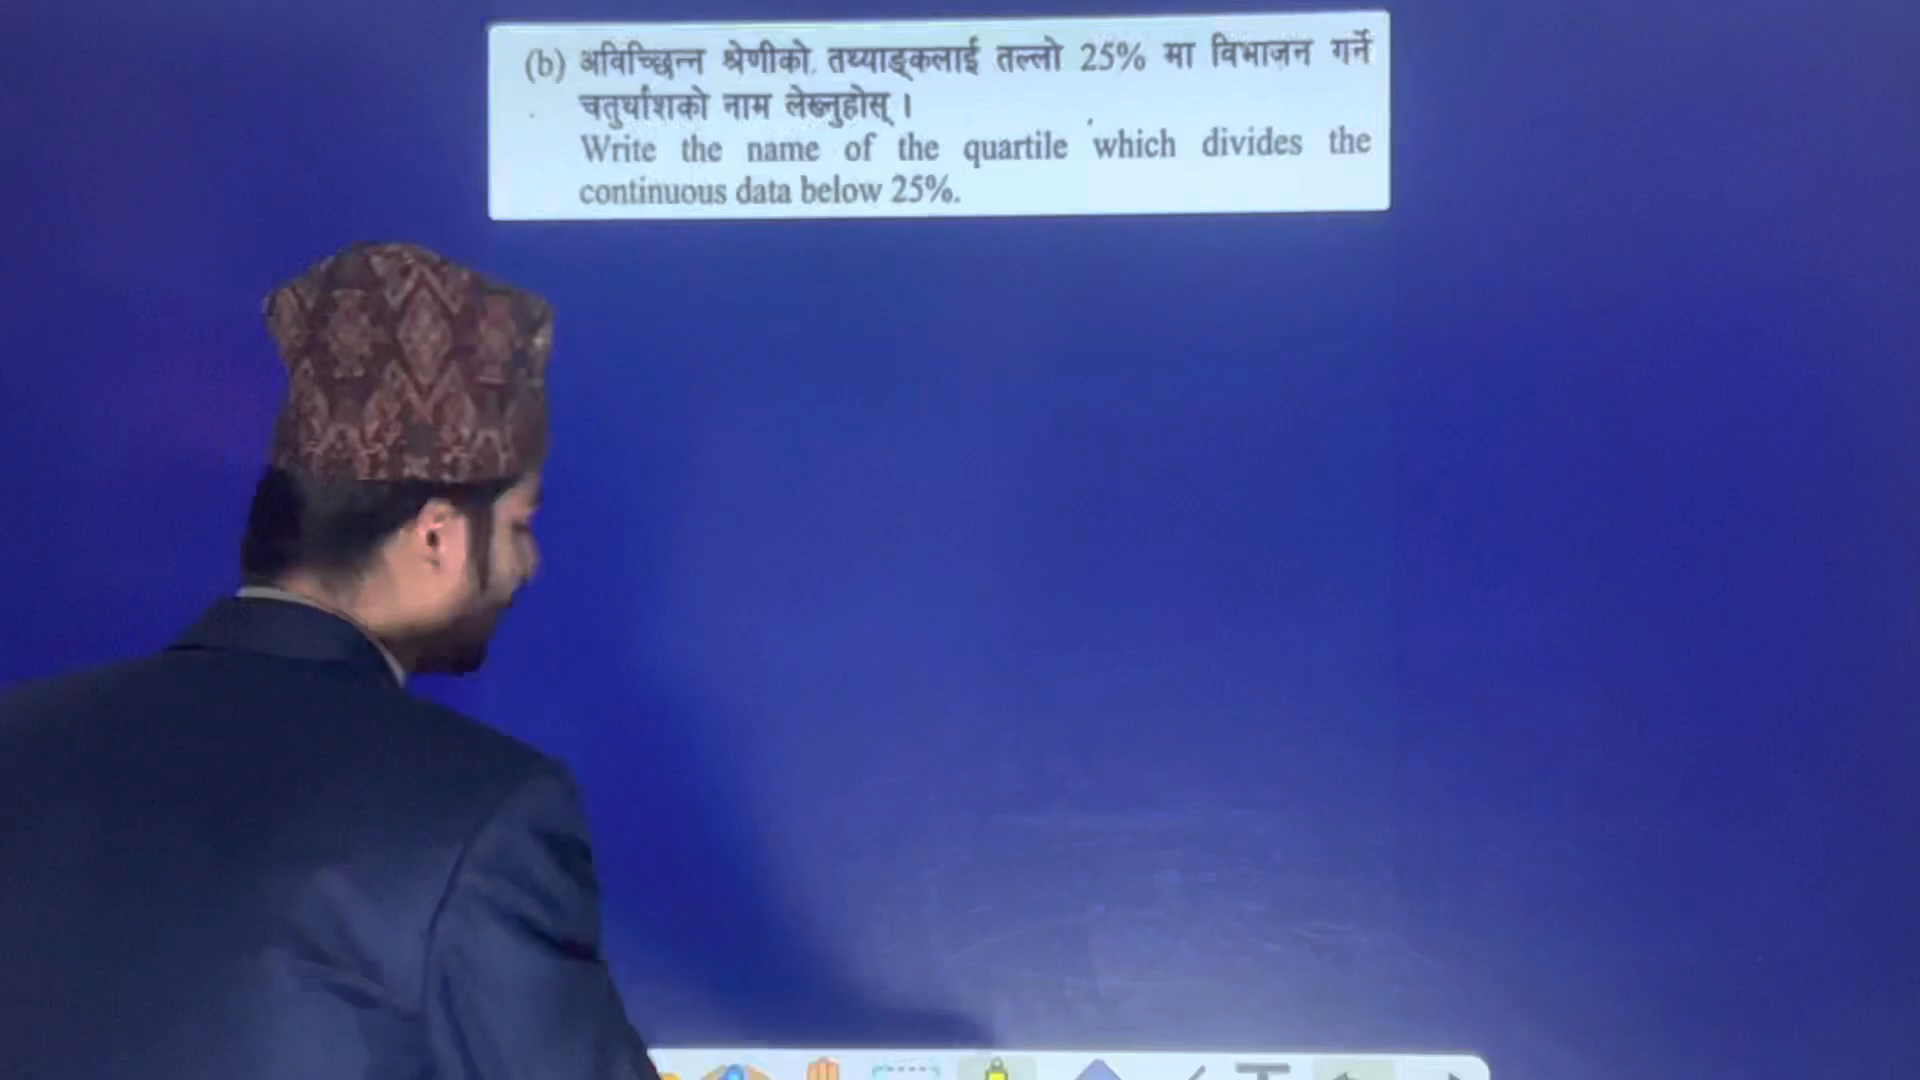 (b) अविच्छिन्न श्रेणीको तथ्याङ्कलाई तल्लो 25% मा विभाजन गर्ने
चतुर्थांशको नाम लेख्नुहोस् ।
Write the name of the quartile which divides the
continuous data below 25%.